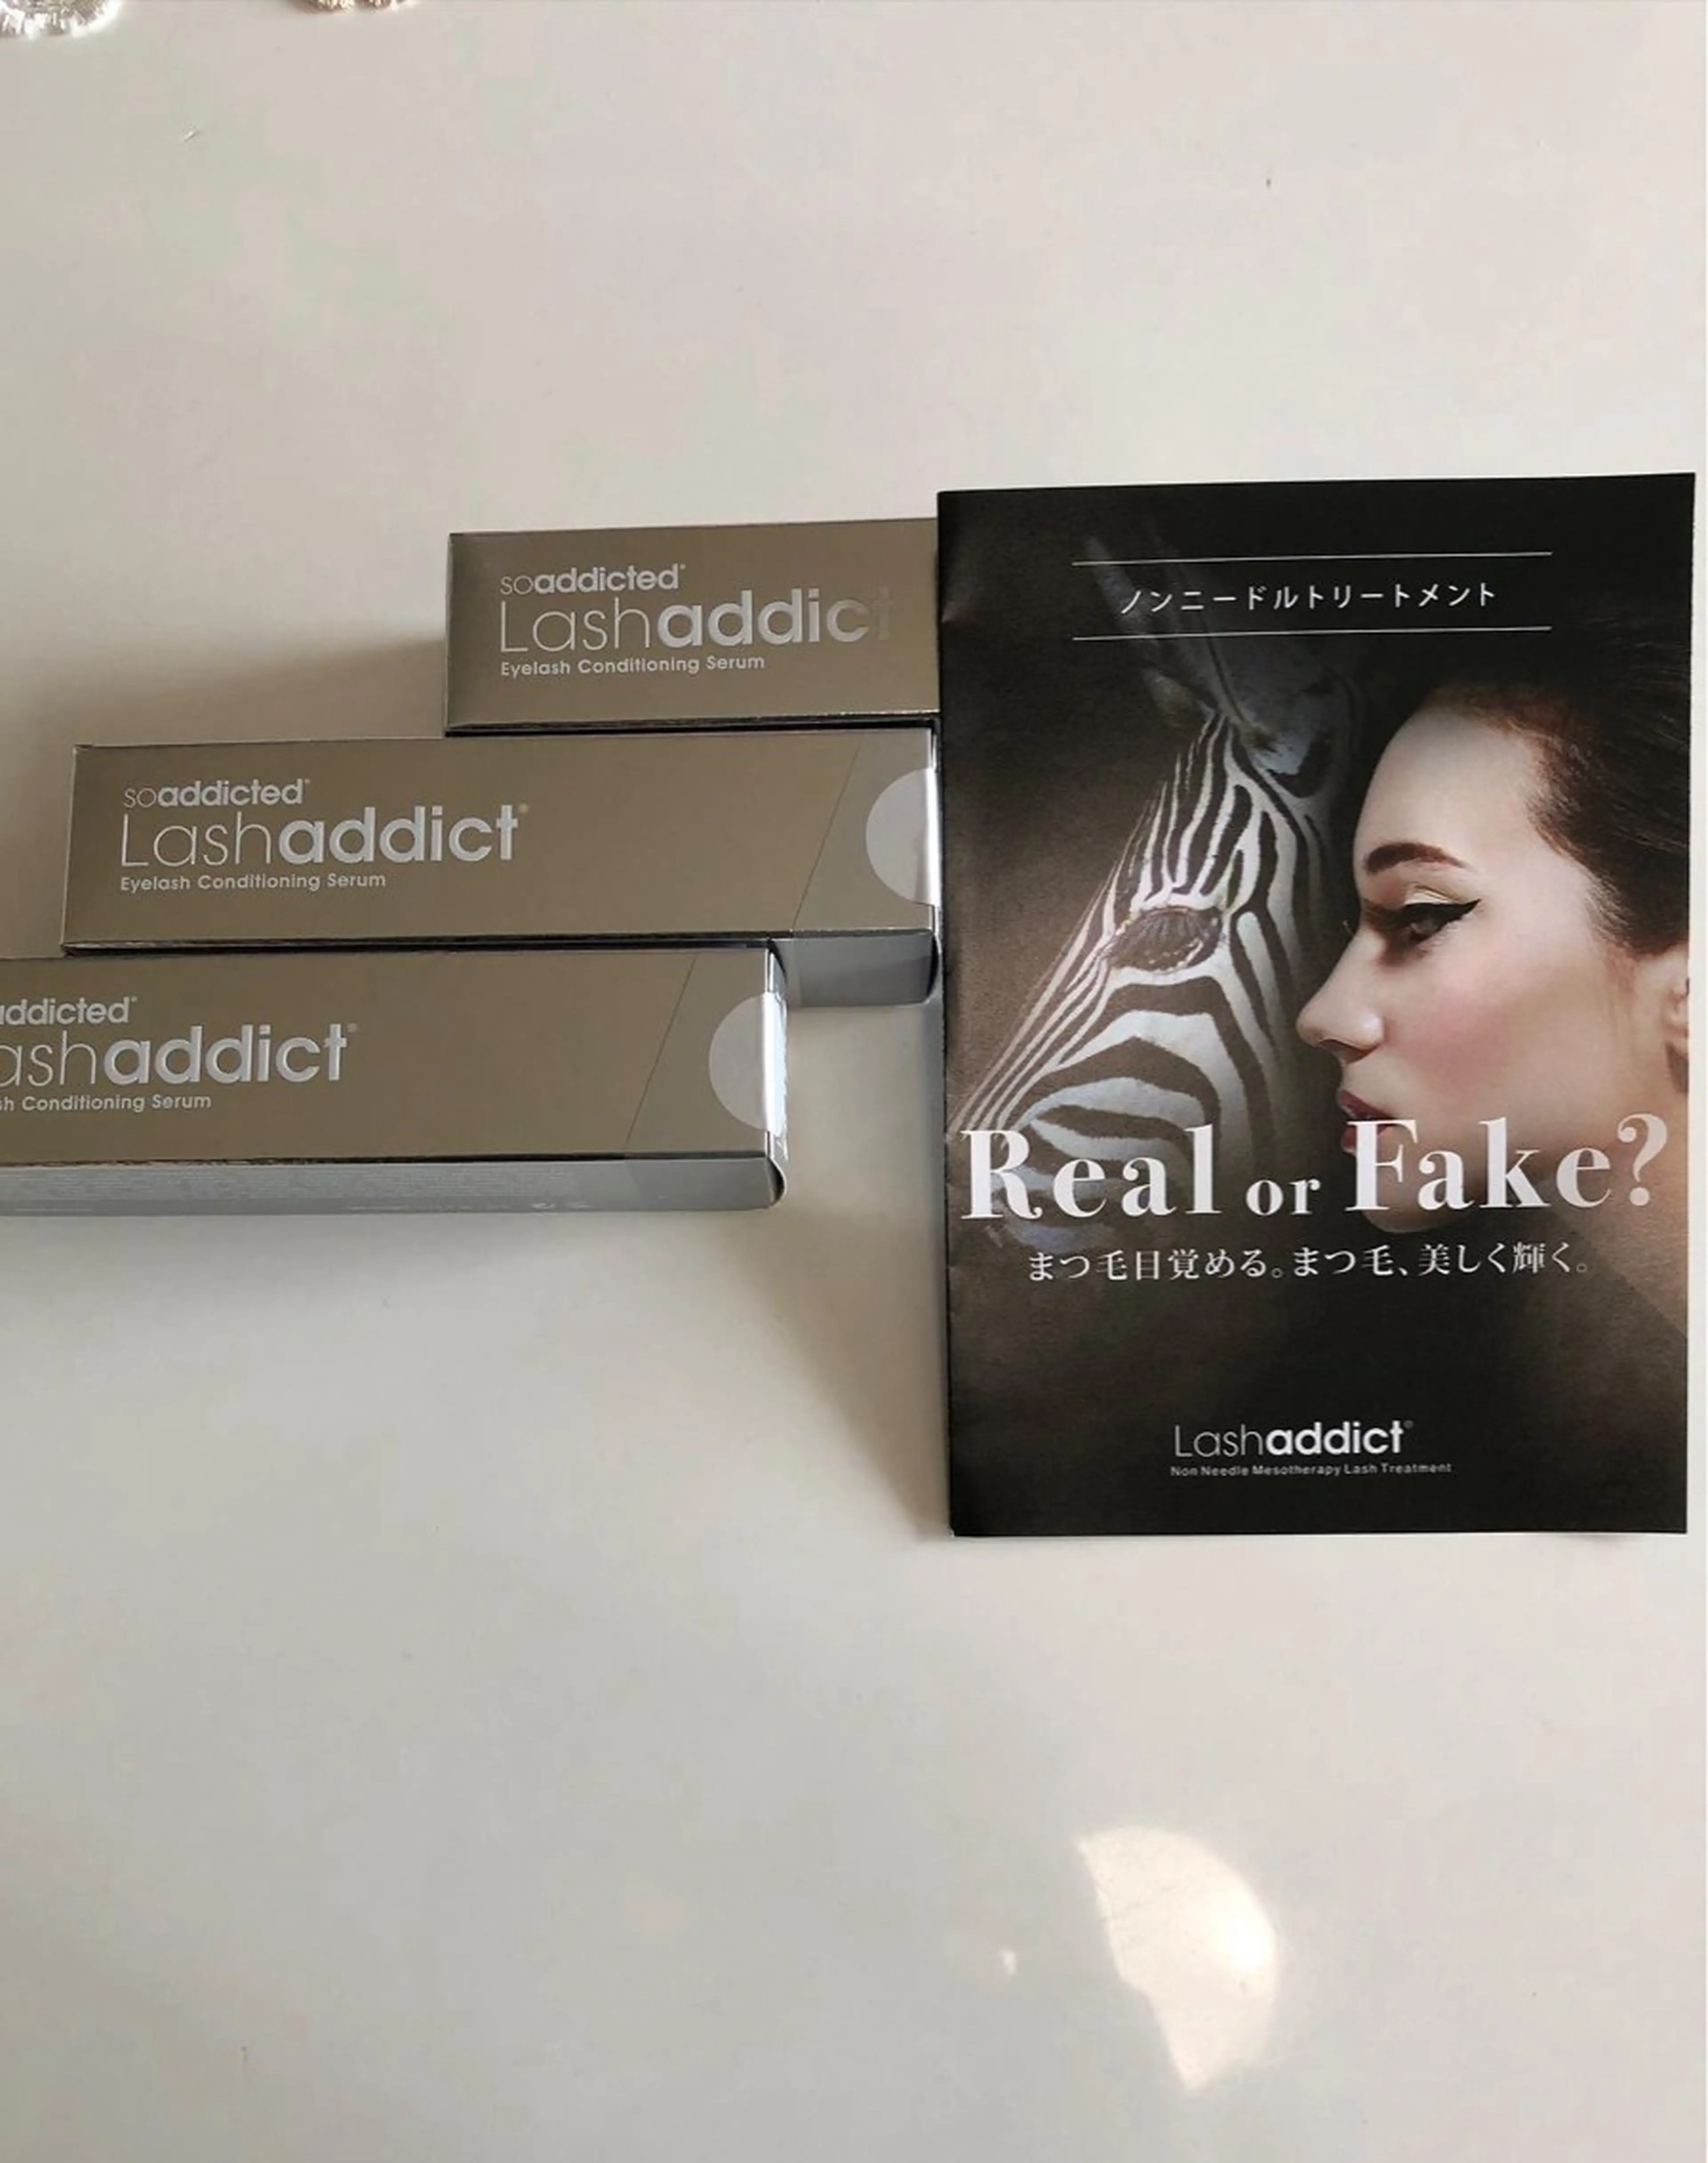 soaddicted®
Lashaddict
Eyelash Conditioning Serum
soaddicted®
Lashaddict®
Eyelash Conditioning Serum
addicted®
ashaddict®
sh Conditioning Serum
ノンニードルトリートメント
Real or Fake?
まつ毛目覚める。まつ毛、美しく輝く。
Lashaddict®
Non Needle Mesotherapy Lash Treatment